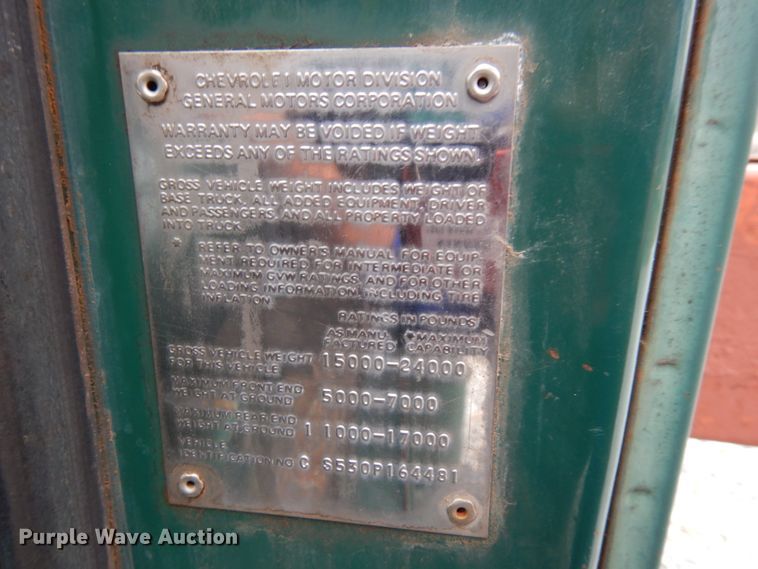 CHEVROLET MOTOR DIVISION
GENERAL MOTORS CORPORATION
WARRANTY MAY BE VOIDED IF WEIGHT
EXCEEDS ANY OF THE RATINGS SHOWN.
GROSS VEHICLE WEIGHT INCLUDES WEIGHT OF
BASE TRUCK, ALL ADDED EQUIPMENT, DRIVER
AND PASSENGERS, AND ALL PROPERTY LOADED
INTO TRUCK.
* REFER TO OWNER'S MANUAL FOR EQUIP-
MENT REQUIRED FOR INTERMEDIATE OR
MAXIMUM GVW RATINGS, AND FOR OTHER
LOADING INFORMATION, INCLUDING TIRE
INFLATION
RATINGS IN POUNDS
AS MANU- *MAXIMUM
FACTURED CAPABILITY
GROSS VEHICLE WEIGHT
FOR THIS VEHICLE 15000-24000
MAXIMUM FRONT END
WEIGHT AT GROUND 5000-7000
MAXIMUM REAR END
WEIGHT AT GROUND 11000-17000
VEHICLE
IDENTIFICATION NO C S530P164481
Purple Wave Auction